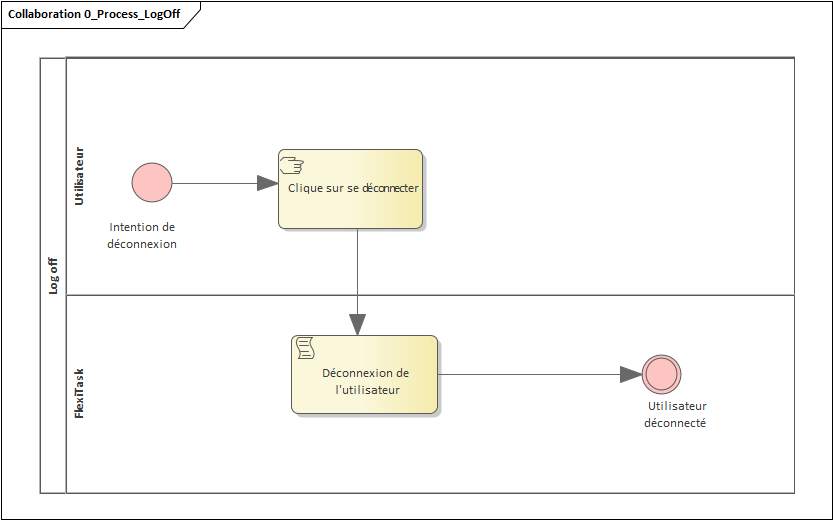 Collaboration 0_Process_LogOff
Log off
Utilisateur
Intention de
déconnexion
Clique sur se déconnecter
FlexiTask
Déconnexion de
l'utilisateur
Utilisateur
déconnecté